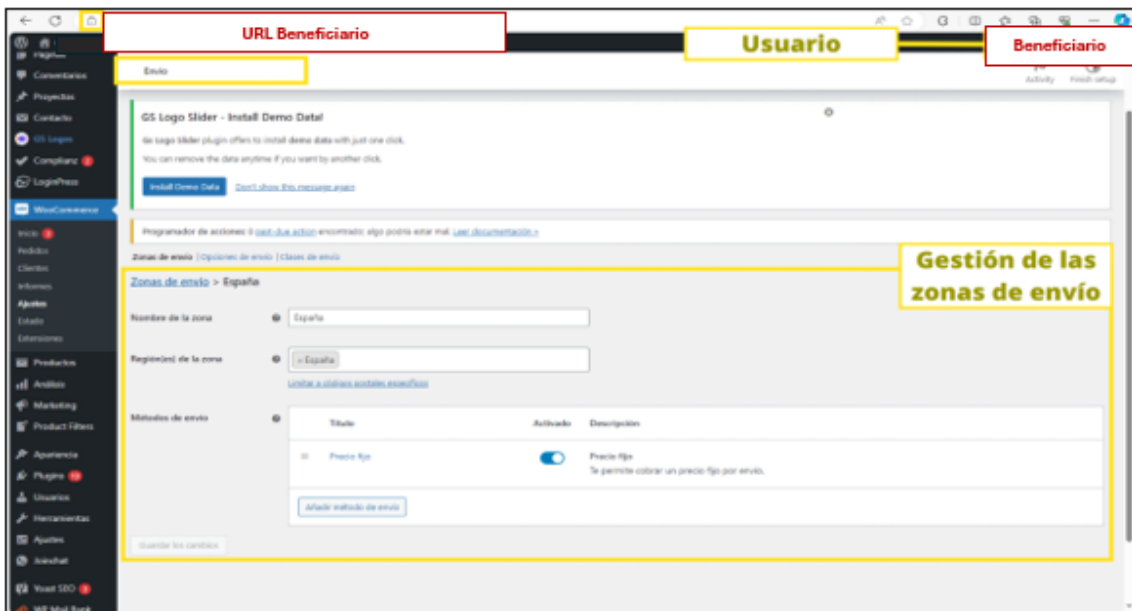 URL Beneficiario
Usuario
Beneficiario
Páginas
Comentarios
Proyectos
Contacto
GS Logos
Complianz 2
LoginPress
WooCommerce
Inicio 3
Pedidos
Clientes
Informes
Ajustes
Estado
Extensiones
Productos
Análisis
Marketing
Product Filters
Apariencia
Plugins
Usuarios
Herramientas
Ajustes
Joinchat
Yoast SEO
WP Mail Bank
Envío
Activity
Finish setup
GS Logo Slider - Install Demo Data!
Gs Logo Slider plugin offers to install demo data with just one click.
You can remove the data anytime if you want by another click.
Install Demo Data
Don't show this message again
Programador de acciones: 6 past-due action encontrado; algo podría estar mal. Leer documentación »
Zonas de envío | Opciones de envío | Clases de envío
Gestión de las
zonas de envío
Zonas de envío > España
Nombre de la zona
España
Región(es) de la zona
× España
Limitar a códigos postales específicos
Métodos de envío
Título Activado Descripción
Precio fijo
Precio fijo
Te permite cobrar un precio fijo por envío.
Añadir método de envío
Guardar los cambios